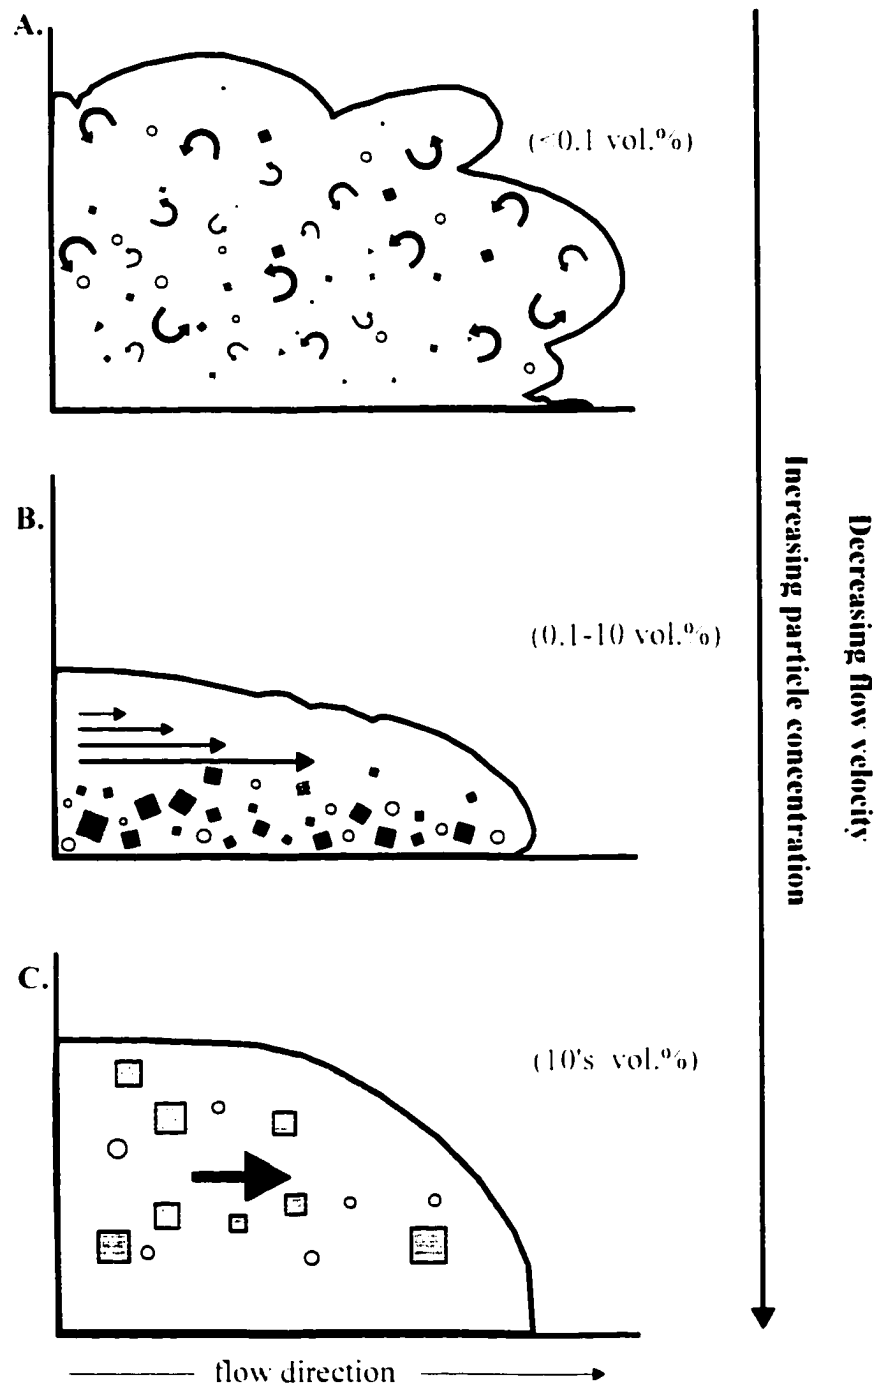 A.
(<0.1 vol.%)
B.
(0.1-10 vol.%)
C.
(10's vol.%)
flow direction
Increasing particle concentration
Decreasing flow velocity